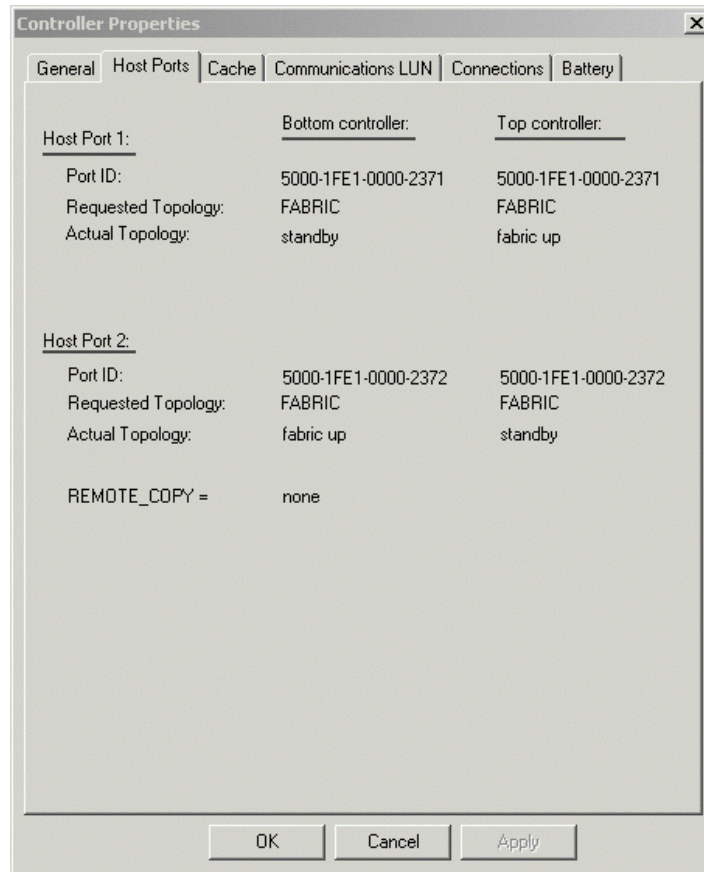 Controller Properties
General Host Ports Cache Communications LUN Connections Battery
Bottom controller: Top controller:
Host Port 1:
Port ID: 5000-1FE1-0000-2371 5000-1FE1-0000-2371
Requested Topology: FABRIC FABRIC
Actual Topology: standby fabric up
Host Port 2:
Port ID: 5000-1FE1-0000-2372 5000-1FE1-0000-2372
Requested Topology: FABRIC FABRIC
Actual Topology: fabric up standby
REMOTE_COPY = none
OK Cancel Apply